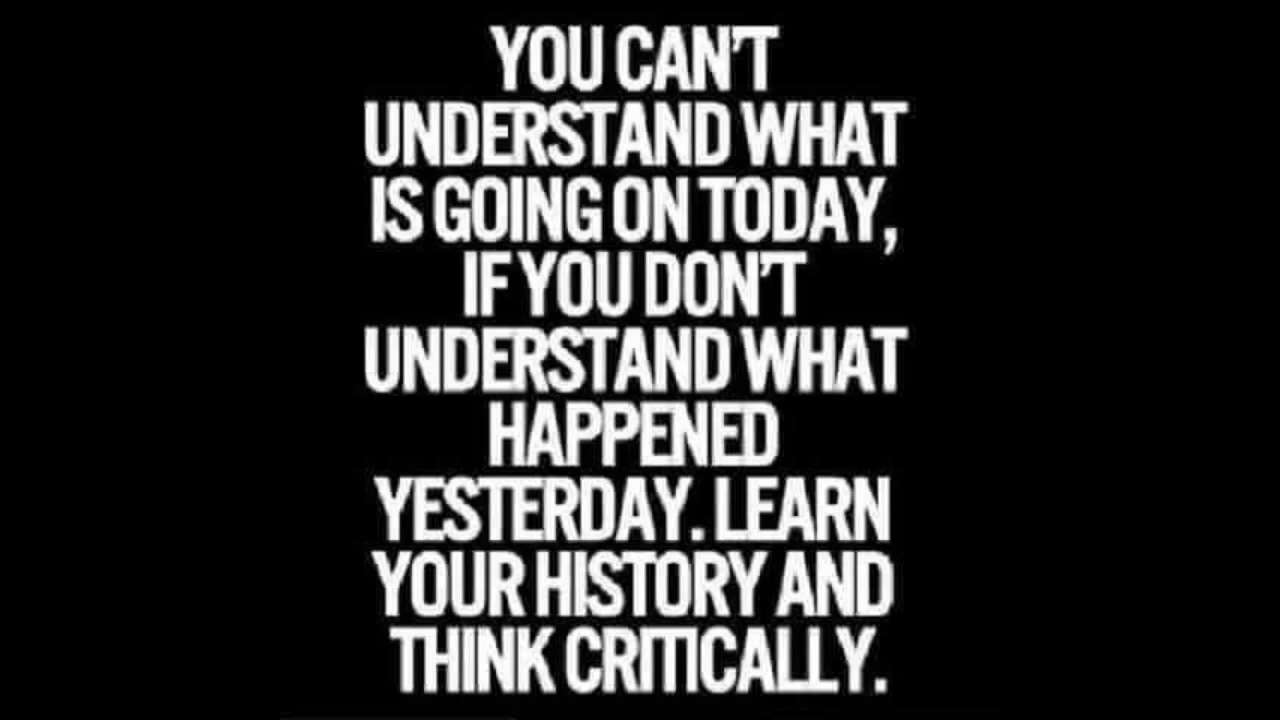 YOU CAN'T
UNDERSTAND WHAT
IS GOING ON TODAY,
IF YOU DON'T
UNDERSTAND WHAT
HAPPENED
YESTERDAY. LEARN
YOUR HISTORY AND
THINK CRITICALLY.